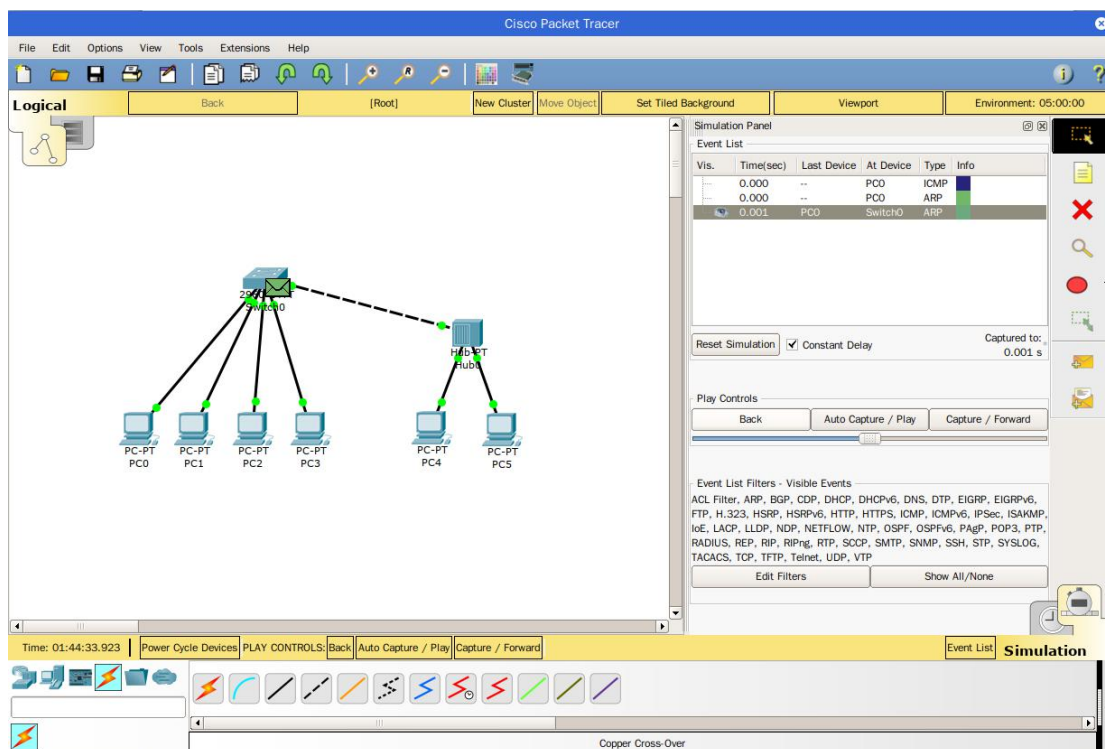 Cisco Packet Tracer
File Edit Options View Tools Extensions Help
Logical
Back [Root] New Cluster Move Object Set Tiled Background Viewport Environment: 05:00:00
Simulation Panel
Event List
Vis. Time(sec) Last Device At Device Type Info
0.000 -- PC0 ICMP
0.000 -- PC0 ARP
0.001 PC0 Switch0 ARP
Switch0
Hub-PT
Hub0
Reset Simulation Constant Delay Captured to:
0.001 s
Play Controls
Back Auto Capture / Play Capture / Forward
PC-PT PC-PT PC-PT PC-PT PC-PT PC-PT
PC0 PC1 PC2 PC3 PC4 PC5
Event List Filters - Visible Events
ACL Filter, ARP, BGP, CDP, DHCP, DHCPv6, DNS, DTP, EIGRP, EIGRPv6,
FTP, H.323, HSRP, HSRPv6, HTTP, HTTPS, ICMP, ICMPv6, IPSec, ISAKMP,
IoE, LACP, LLDP, NDP, NETFLOW, NTP, OSPF, OSPFv6, PAgP, POP3, PTP,
RADIUS, REP, RIP, RIPng, RTP, SCCP, SMTP, SNMP, SSH, STP, SYSLOG,
TACACS, TCP, TFTP, Telnet, UDP, VTP
Edit Filters Show All/None
Time: 01:44:33.923 Power Cycle Devices PLAY CONTROLS: Back Auto Capture / Play Capture / Forward Event List Simulation
Copper Cross-Over